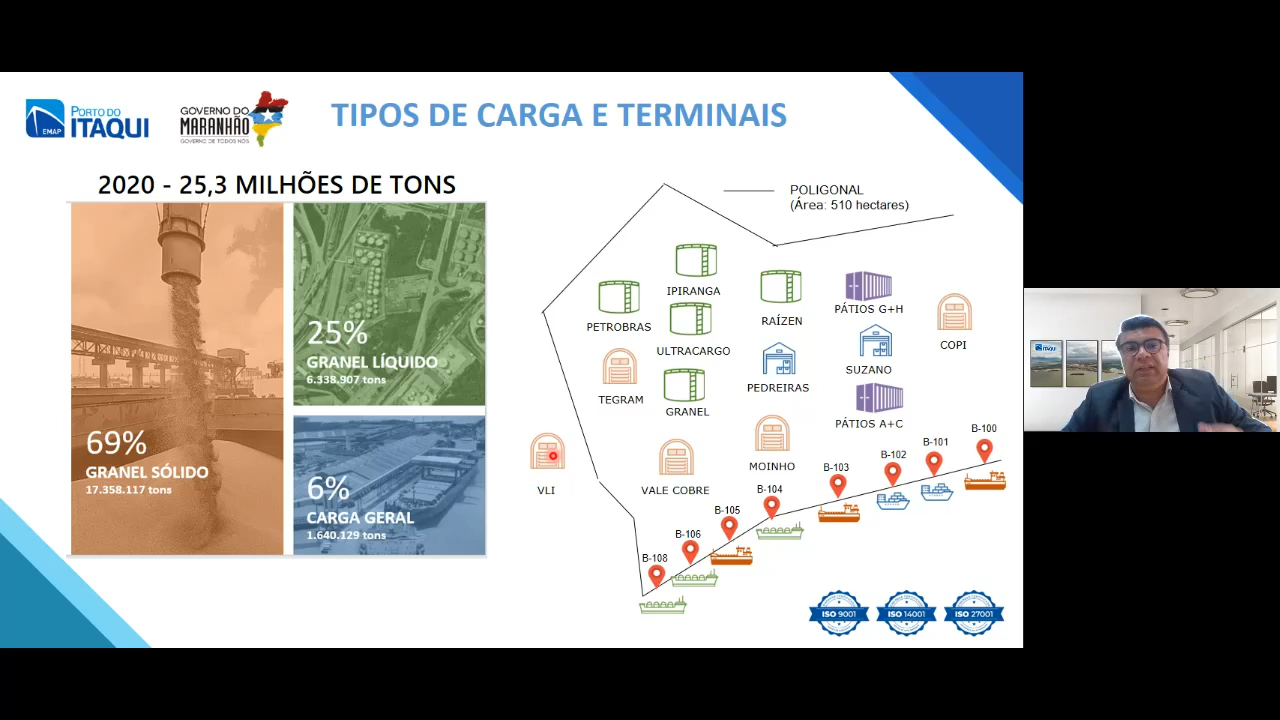 PORTO DO
ITAQUI
EMAP
GOVERNO DO
MARANHÃO
GOVERNO DE TODOS NÓS
TIPOS DE CARGA E TERMINAIS
2020 - 25,3 MILHÕES DE TONS
69%
GRANEL SÓLIDO
17.358.117 tons
25%
GRANEL LÍQUIDO
6.338.907 tons
6%
CARGA GERAL
1.640.129 tons
POLIGONAL
(Área: 510 hectares)
IPIRANGA
PETROBRAS
RAÍZEN
PÁTIOS G+H
ULTRACARGO
COPI
SUZANO
PEDREIRAS
TEGRAM
GRANEL
PÁTIOS A+C
MOINHO
VLI
VALE COBRE
B-100
B-101
B-102
B-103
B-104
B-105
B-106
B-108
ISO 9001
ISO 14001
ISO 27001
ITAQUI